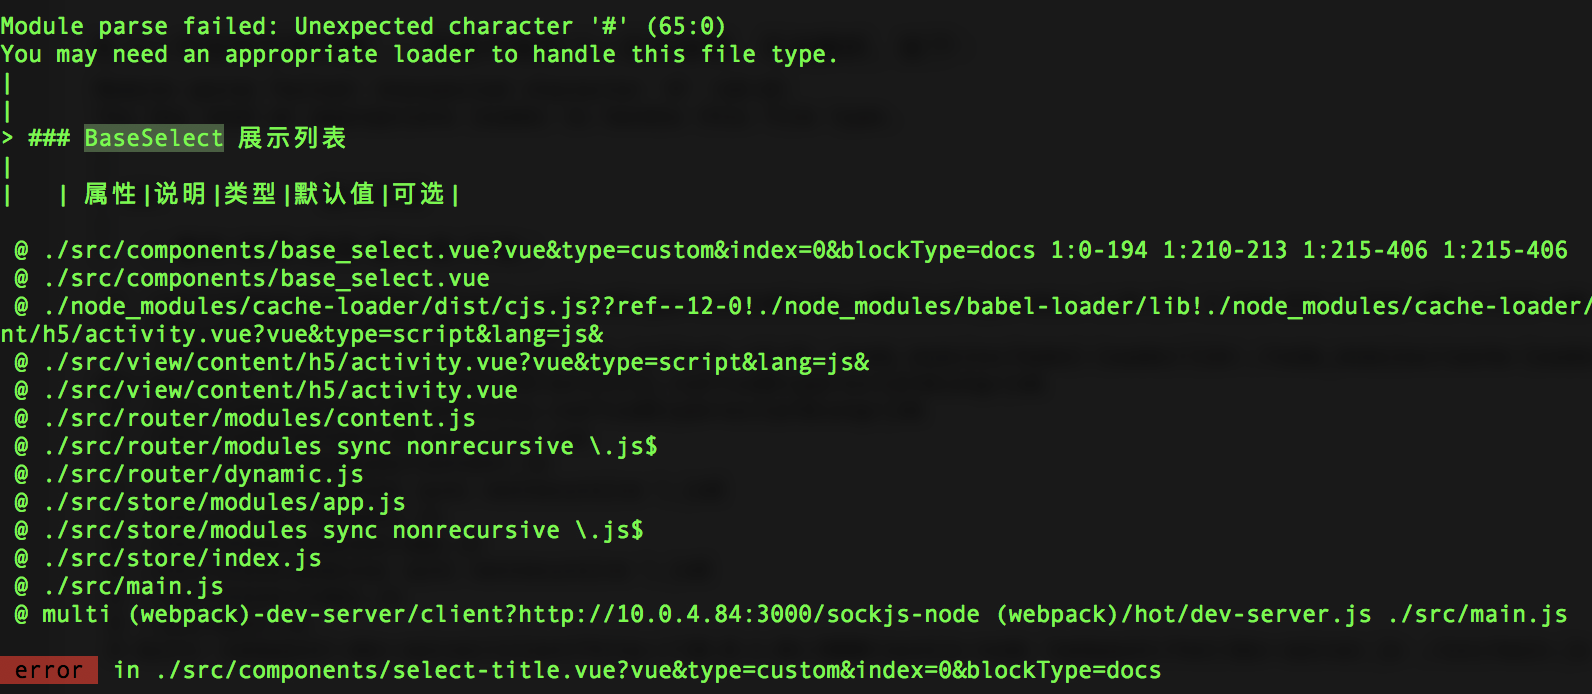 Module parse failed: Unexpected character '#' (65:0)
You may need an appropriate loader to handle this file type.
|
|
> ### BaseSelect 展示列表
|
|   | 属性|说明|类型|默认值|可选|
@ ./src/components/base_select.vue?vue&type=custom&index=0&blockType=docs 1:0-194 1:210-213 1:215-406 1:215-406
@ ./src/components/base_select.vue
@ ./node_modules/cache-loader/dist/cjs.js??ref--12-0!./node_modules/babel-loader/lib!./node_modules/cache-loader/
nt/h5/activity.vue?vue&type=script&lang=js&
@ ./src/view/content/h5/activity.vue?vue&type=script&lang=js&
@ ./src/view/content/h5/activity.vue
@ ./src/router/modules/content.js
@ ./src/router/modules sync nonrecursive \.js$
@ ./src/router/dynamic.js
@ ./src/store/modules/app.js
@ ./src/store/modules sync nonrecursive \.js$
@ ./src/store/index.js
@ ./src/main.js
@ multi (webpack)-dev-server/client?http://10.0.4.84:3000/sockjs-node (webpack)/hot/dev-server.js ./src/main.js
error in ./src/components/select-title.vue?vue&type=custom&index=0&blockType=docs